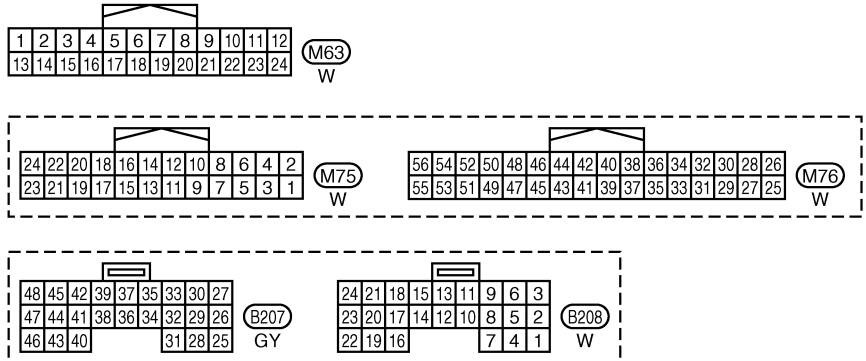 1 2 3 4 5 6 7 8 9 10 11 12
13 14 15 16 17 18 19 20 21 22 23 24
M63
W
24 22 20 18 16 14 12 10 8 6 4 2
23 21 19 17 15 13 11 9 7 5 3 1
M75
W
56 54 52 50 48 46 44 42 40 38 36 34 32 30 28 26
55 53 51 49 47 45 43 41 39 37 35 33 31 29 27 25
M76
W
48 45 42 39 37 35 33 30 27
47 44 41 38 36 34 32 29 26
46 43 40 31 28 25
B207
GY
24 21 18 15 13 11 9 6 3
23 20 17 14 12 10 8 5 2
22 19 16 7 4 1
B208
W